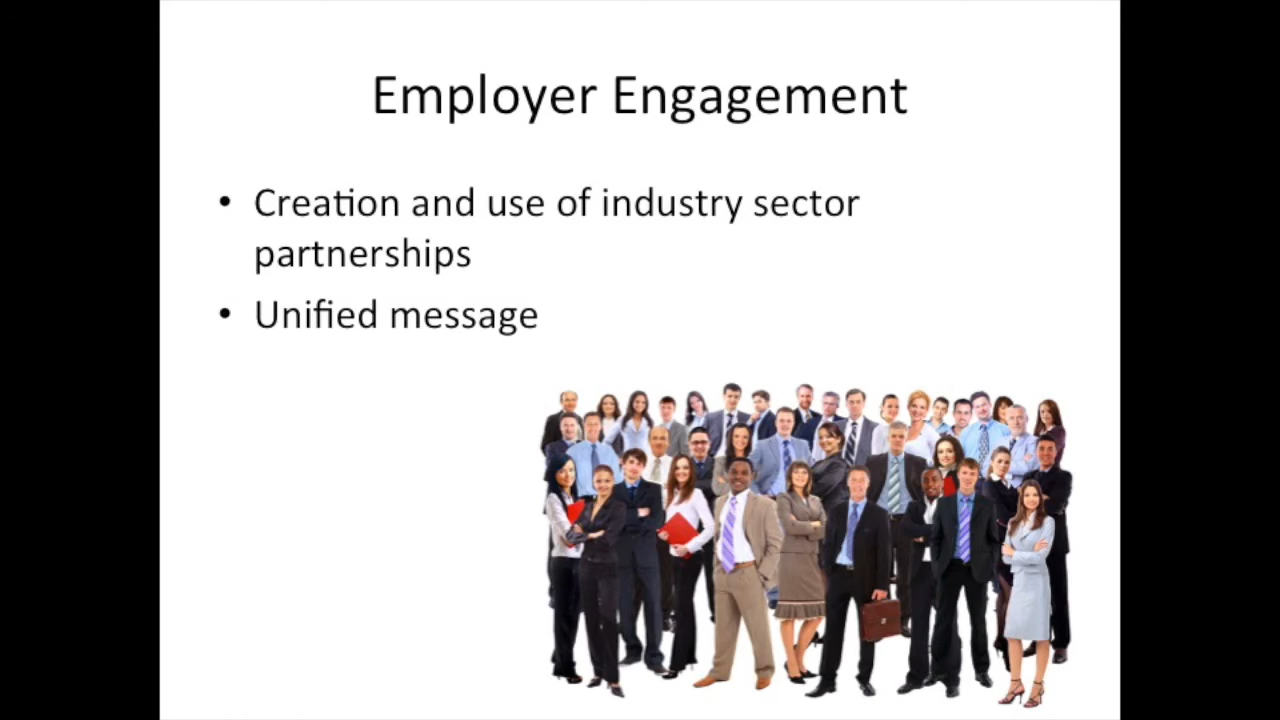 Employer Engagement
• Creation and use of industry sector
partnerships
• Unified message